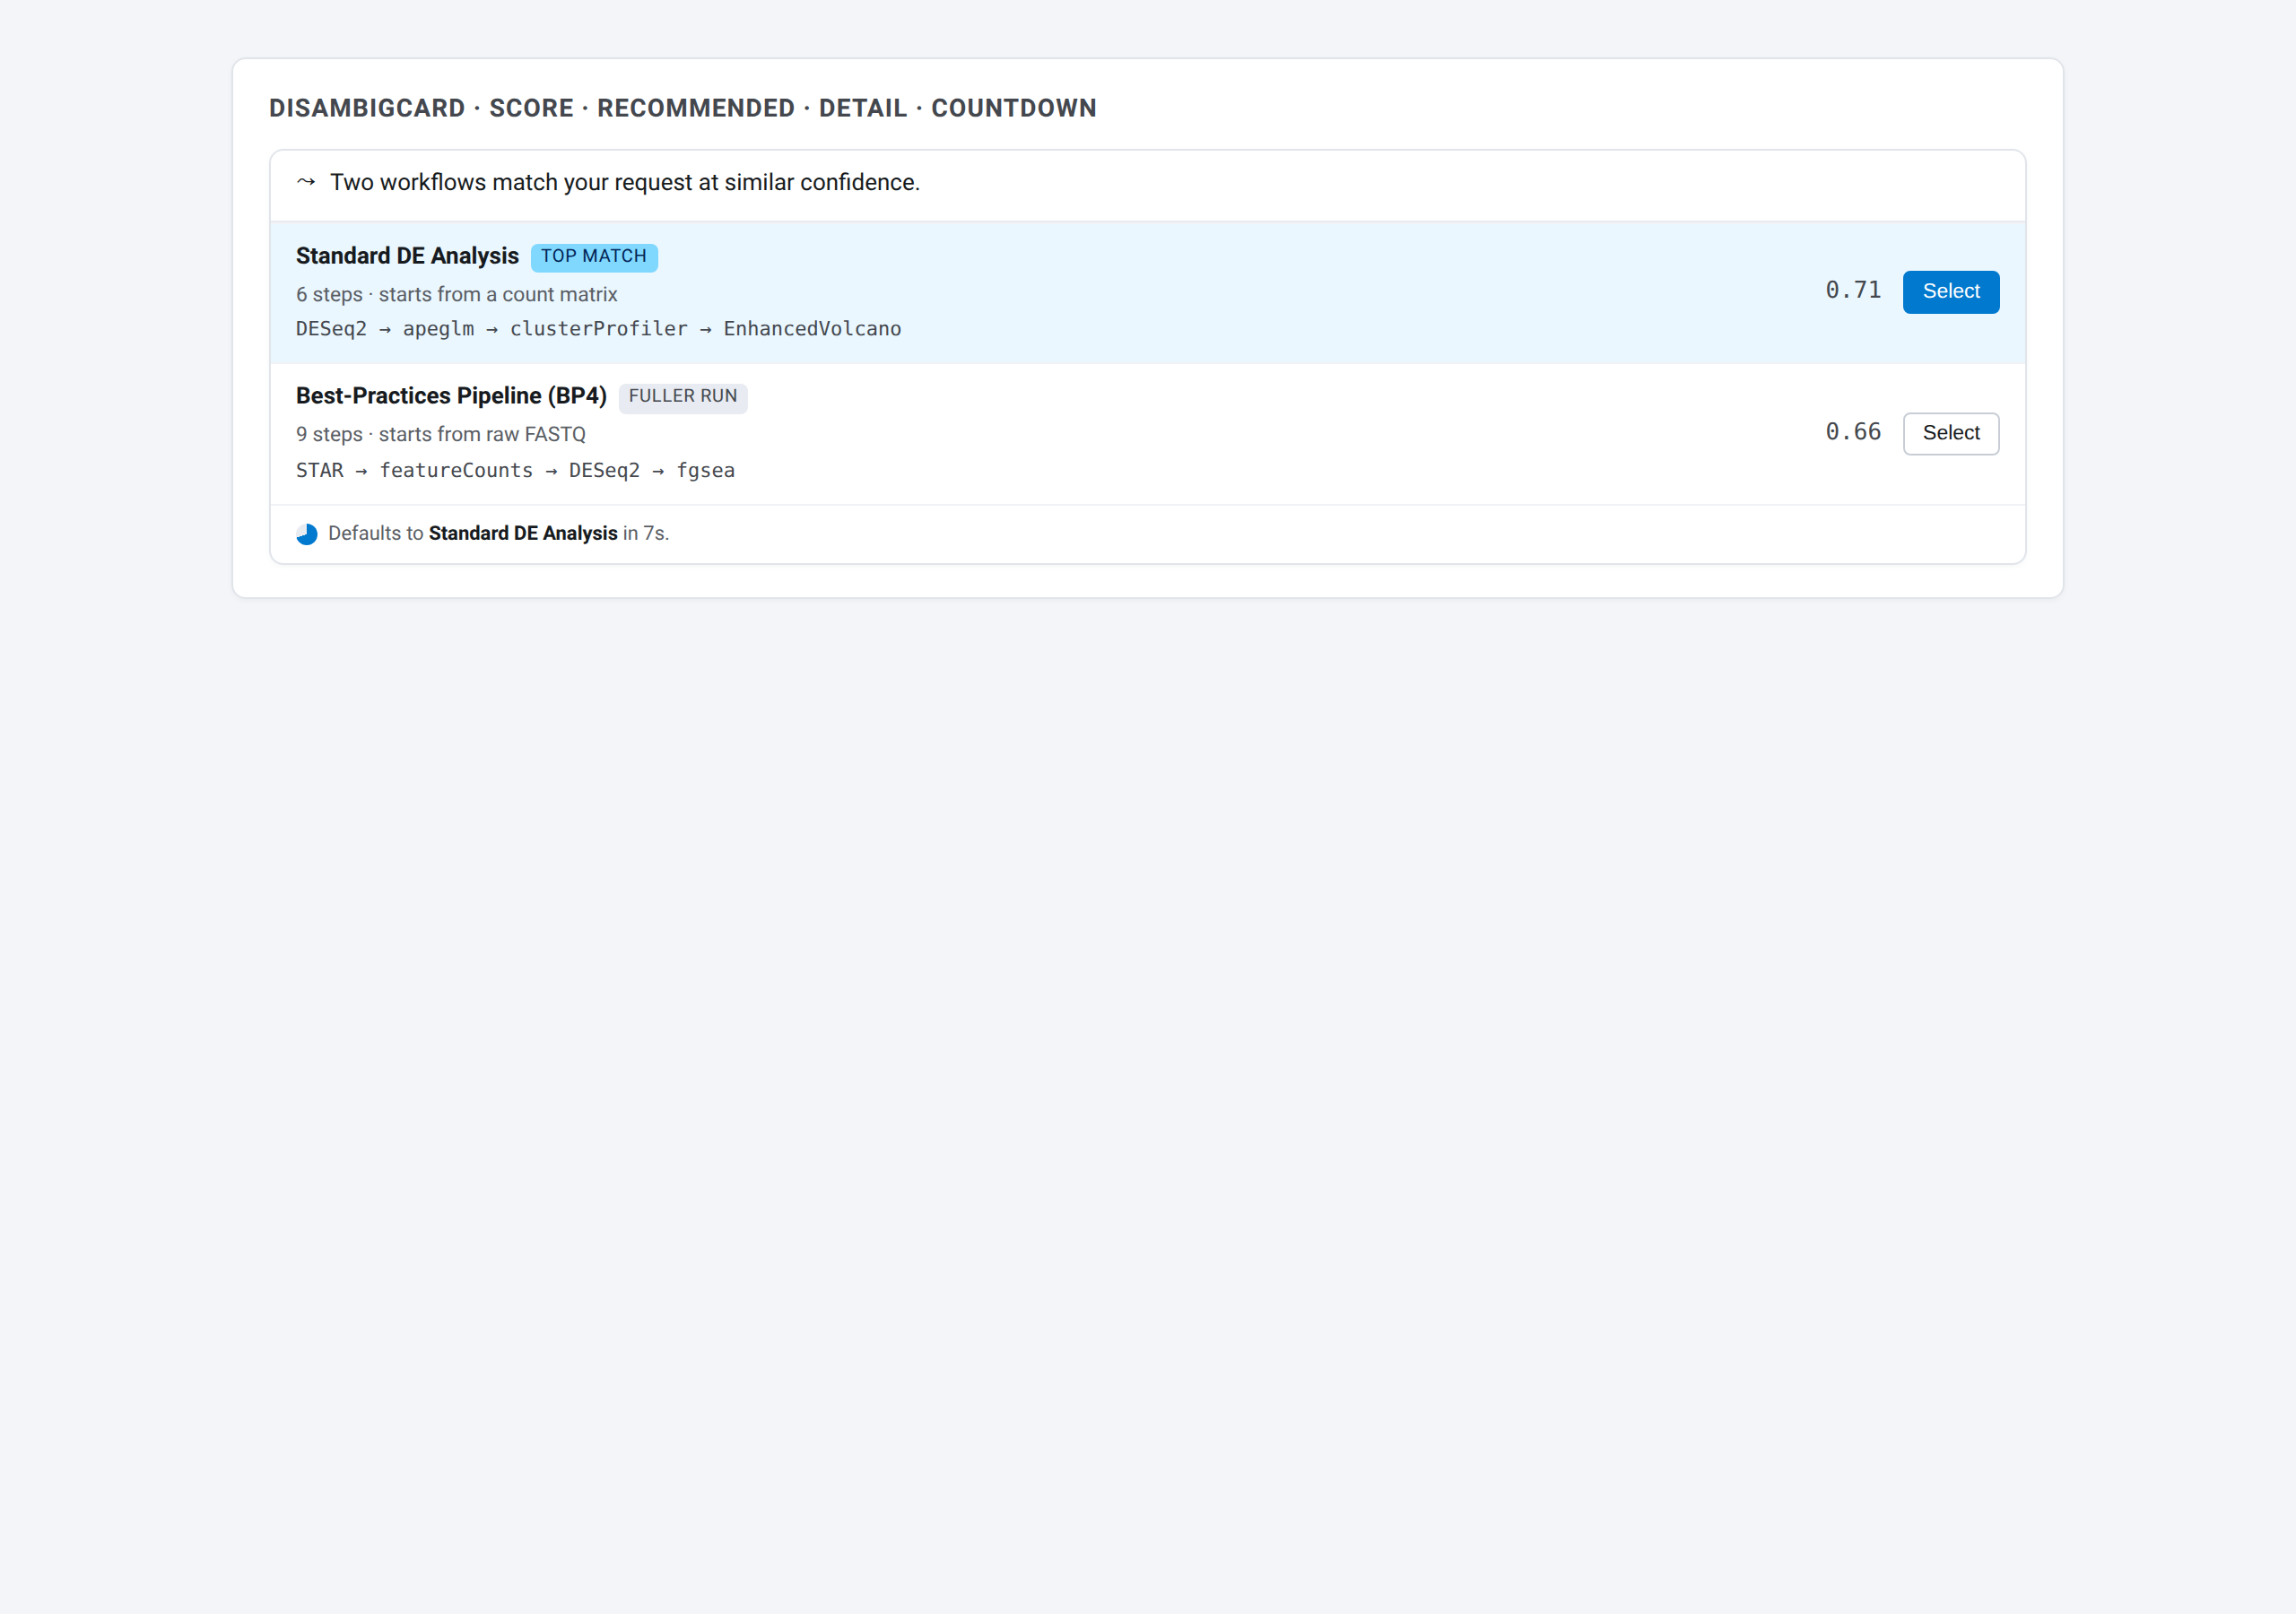 DISAMBIGCARD · SCORE · RECOMMENDED · DETAIL · COUNTDOWN
⤳ Two workflows match your request at similar confidence.
Standard DE Analysis TOP MATCH
6 steps · starts from a count matrix
DESeq2 → apeglm → clusterProfiler → EnhancedVolcano
0.71 Select
Best-Practices Pipeline (BP4) FULLER RUN
9 steps · starts from raw FASTQ
STAR → featureCounts → DESeq2 → fgsea
0.66 Select
Defaults to Standard DE Analysis in 7s.